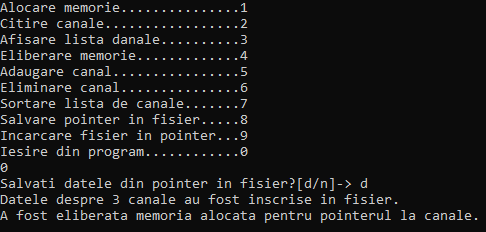 Alocare memorie...............1
Citire canale.................2
Afisare lista danale..........3
Eliberare memorie.............4
Adaugare canal................5
Eliminare canal...............6
Sortare lista de canale.......7
Salvare pointer in fisier.....8
Incarcare fisier in pointer...9
Iesire din program............0
0
Salvati datele din pointer in fisier?[d/n]-> d
Datele despre 3 canale au fost inscrise in fisier.
A fost eliberata memoria alocata pentru pointerul la canale.